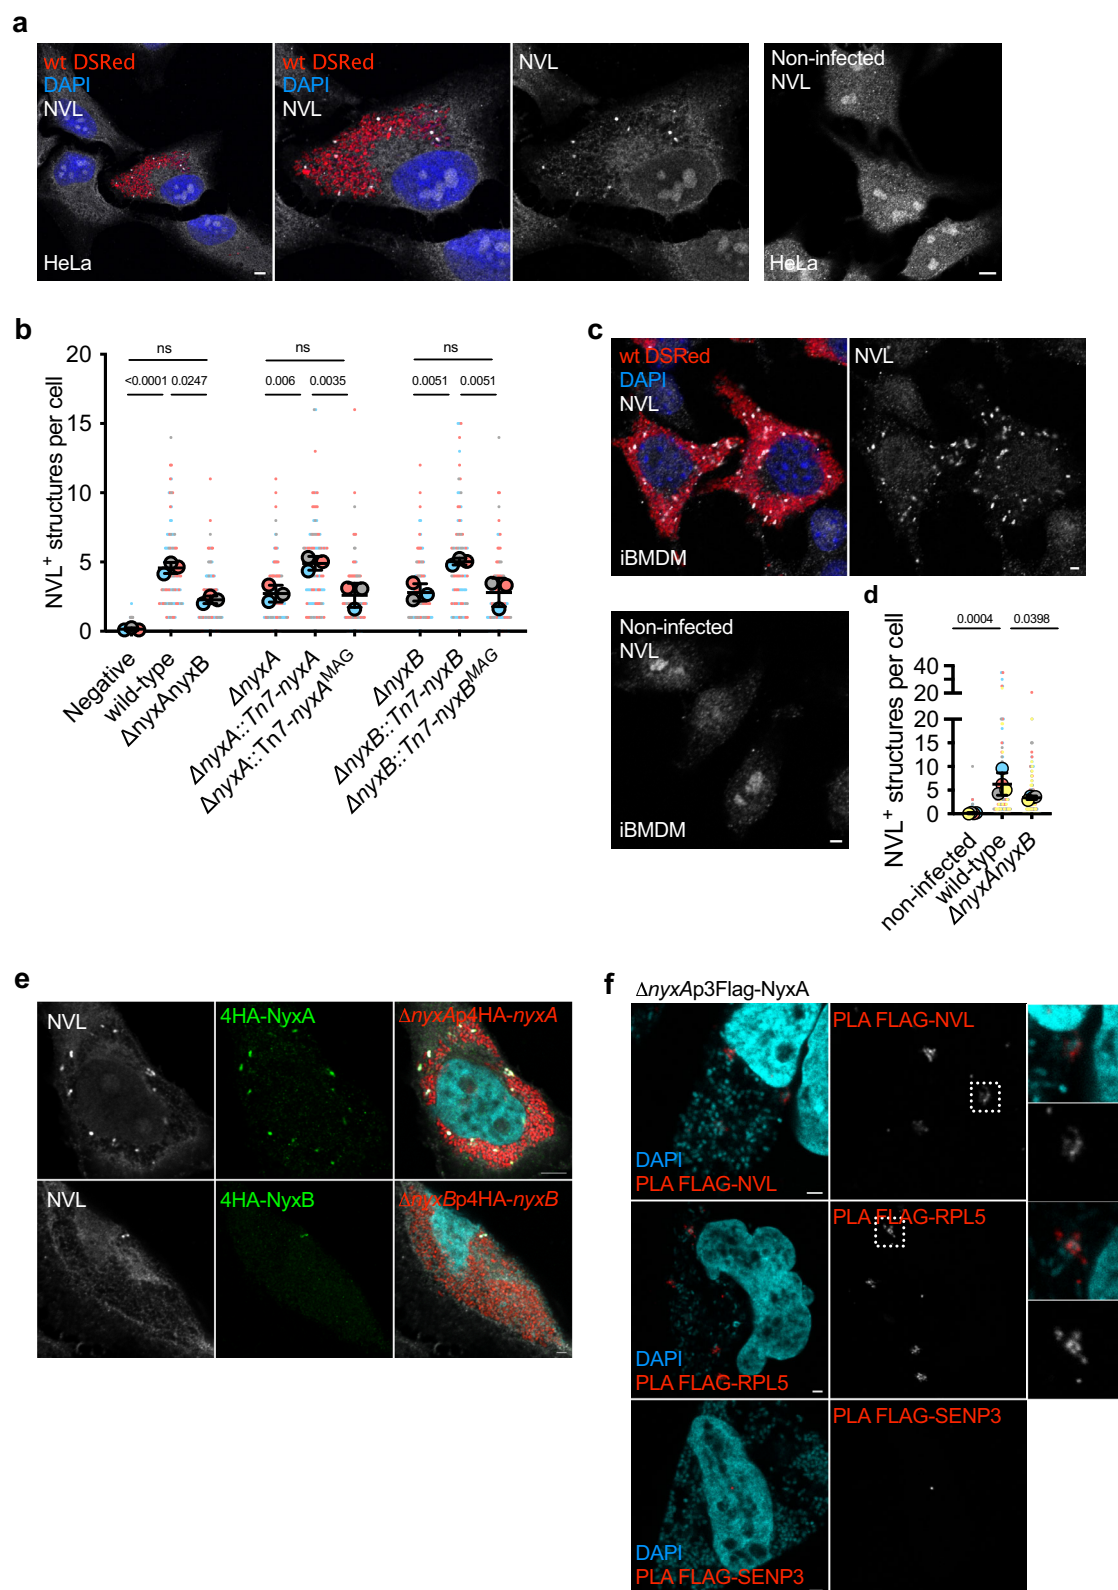 a
wt DSRed
DAPI
NVL
HeLa
wt DSRed
DAPI
NVL
NVL
Non-infected
NVL
HeLa
b
NVL+ structures per cell
20
15
10
5
0
ns
<0.0001 0.0247
ns
0.006 0.0035
ns
0.0051 0.0051
Negative
wild-type
ΔnyxAnyxB
ΔnyxA
ΔnyxA::Tn7-nyxA
ΔnyxA::Tn7-nyxAMAG
ΔnyxB
ΔnyxB::Tn7-nyxB
ΔnyxB::Tn7-nyxBMAG
c
wt DSRed
DAPI
NVL
iBMDM
NVL
Non-infected
NVL
iBMDM
d
0.0004 0.0398
NVL+ structures per cell
40
20
20
15
10
5
0
non-infected
wild-type
ΔnyxAnyxB
e
NVL
4HA-NyxA
ΔnyxAp4HA-nyxA
NVL
4HA-NyxB
ΔnyxBp4HA-nyxB
f
ΔnyxAp3Flag-NyxA
DAPI
PLA FLAG-NVL
PLA FLAG-NVL
DAPI
PLA FLAG-RPL5
PLA FLAG-RPL5
DAPI
PLA FLAG-SENP3
PLA FLAG-SENP3